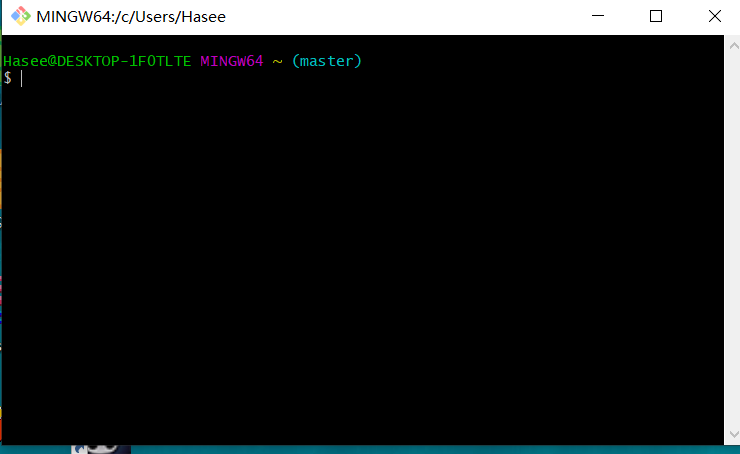 MINGW64:/c/Users/Hasee
Hasee@DESKTOP-1FOTLTE MINGW64 ~ (master)
$